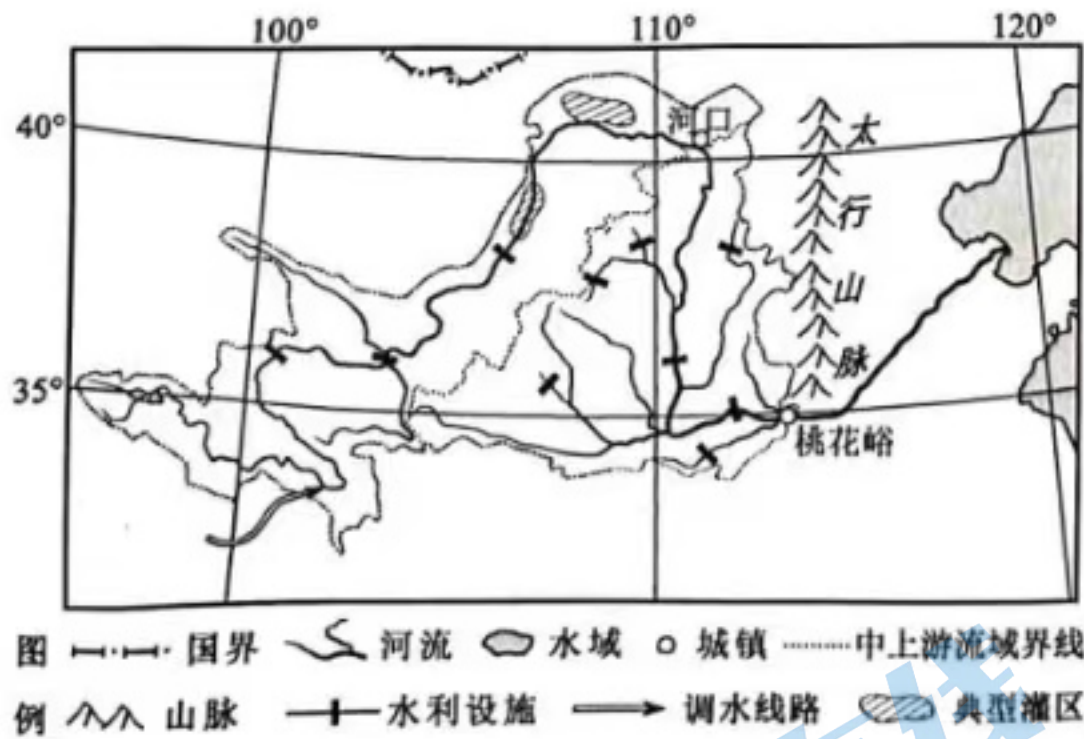 100° 110° 120°
40°
35°
河口
太
行
山
脉
桃花峪
图 国界 河流 水域 城镇 中上游流域界线
例 山脉 水利设施 调水线路 典型灌区